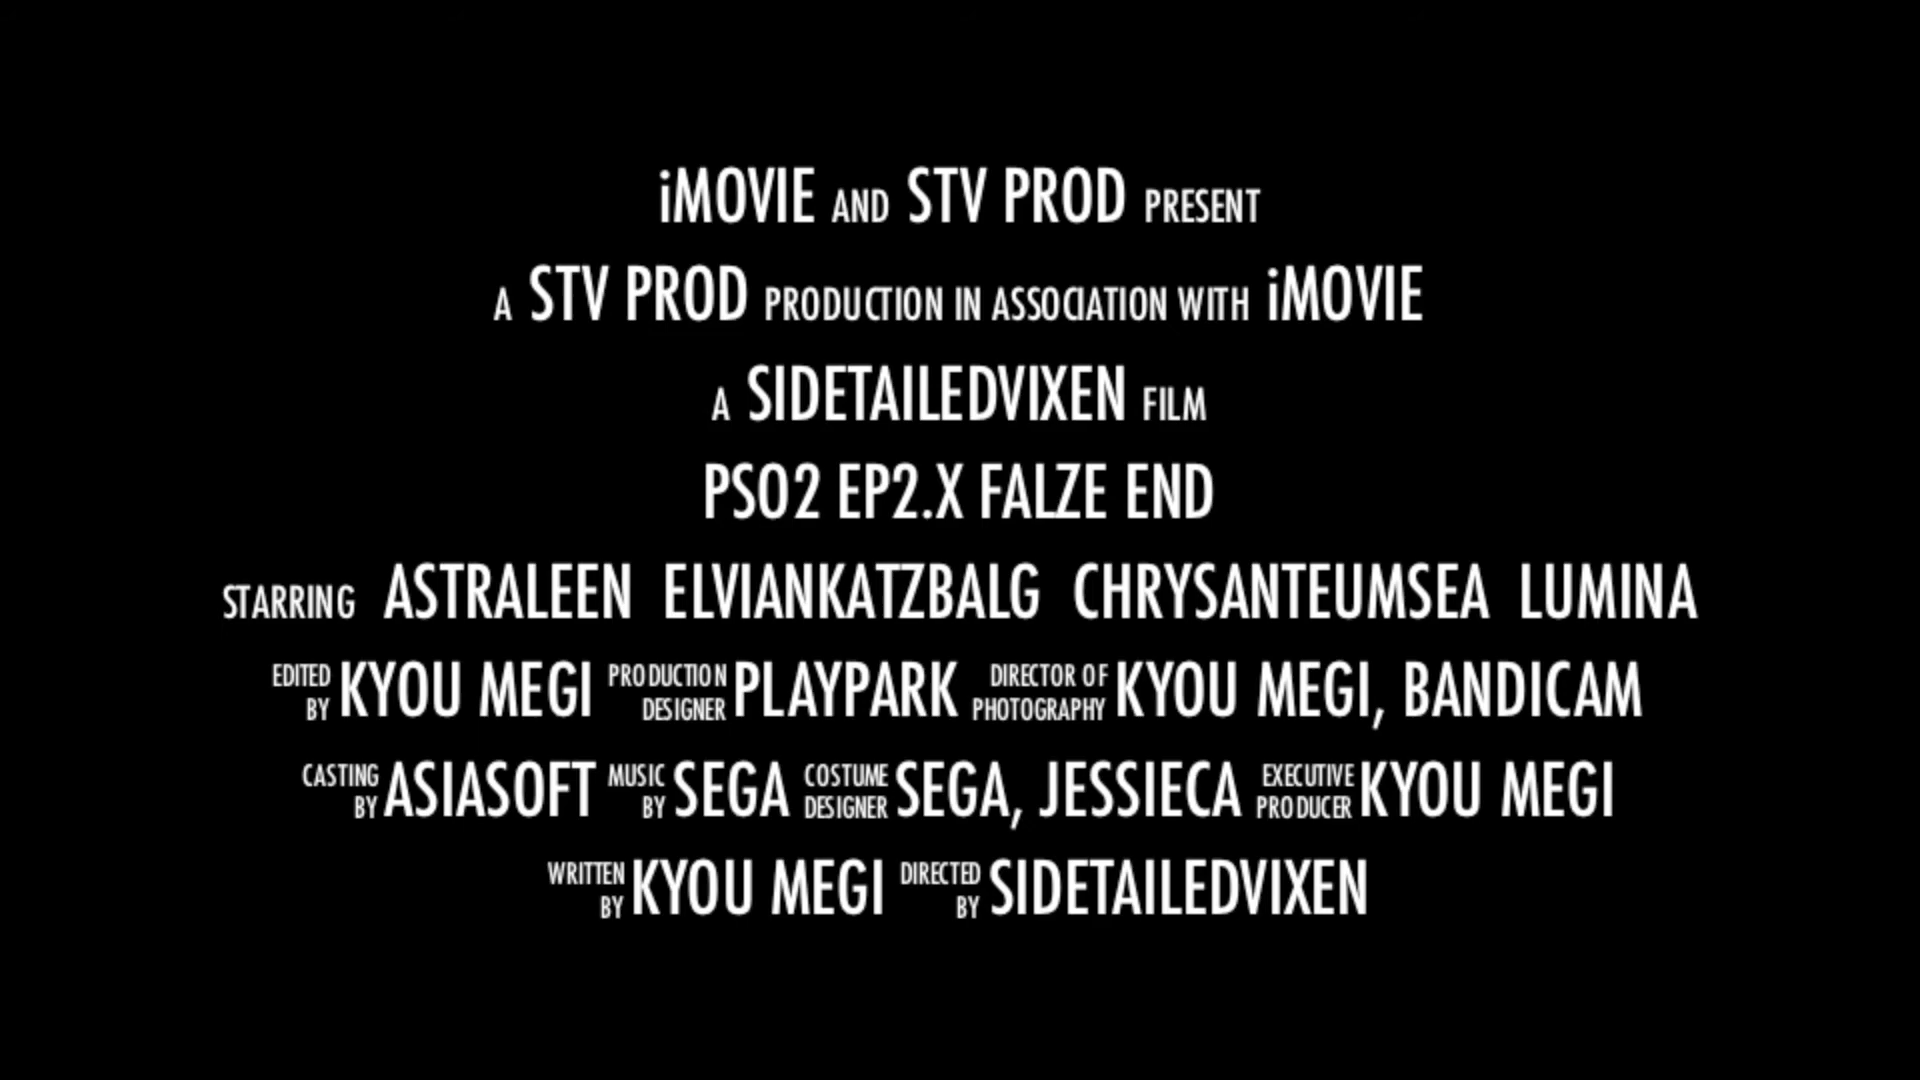 iMOVIE AND STV PROD PRESENT
A STV PROD PRODUCTION IN ASSOCIATION WITH iMOVIE
A SIDETAILEDVIXEN FILM
PSO2 EP2.X FALZE END
STARRING ASTRALEEN ELVIANKATZBALG CHRYSANTEUMSEA LUMINA
EDITED BY KYOU MEGI PRODUCTION DESIGNER PLAYPARK DIRECTOR OF PHOTOGRAPHY KYOU MEGI, BANDICAM
CASTING BY ASIASOFT MUSIC BY SEGA COSTUME DESIGNER SEGA, JESSIECA EXECUTIVE PRODUCER KYOU MEGI
WRITTEN BY KYOU MEGI DIRECTED BY SIDETAILEDVIXEN